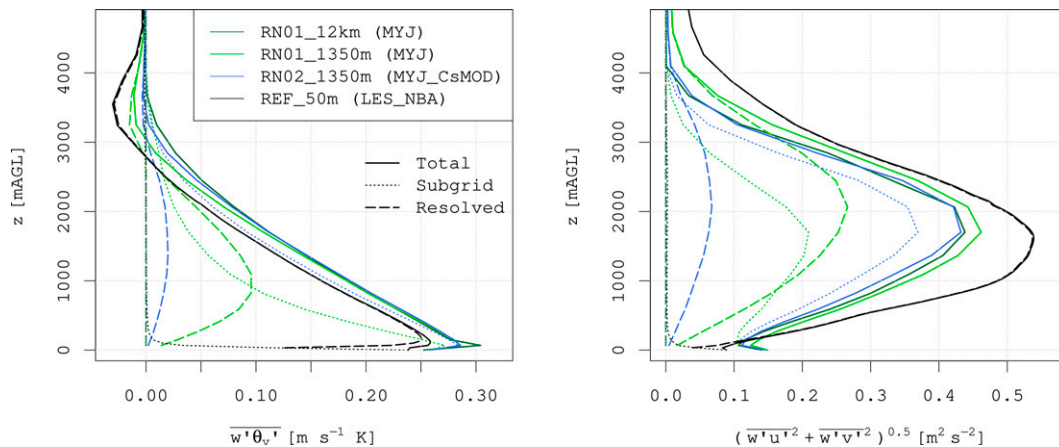 RN01_12km (MYJ)
RN01_1350m (MYJ)
RN02_1350m (MYJ_CsMOD)
REF_50m (LES_NBA)
Total
Subgrid
Resolved
z [mAGL]
0 1000 2000 3000 4000
0.00 0.10 0.20 0.30
w'θᵥ' [m s⁻¹ K]
z [mAGL]
0 1000 2000 3000 4000
0.0 0.1 0.2 0.3 0.4 0.5
(w'u'² + w'v'²)⁰·⁵ [m² s⁻²]